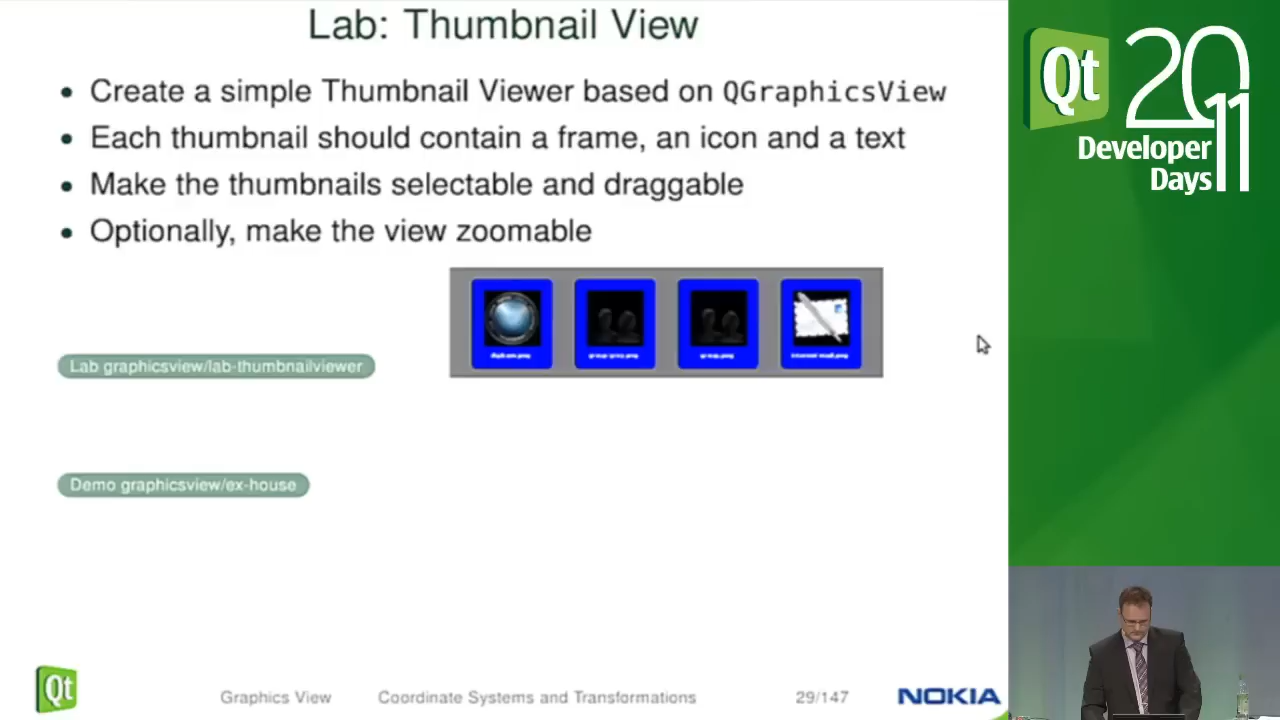 Lab: Thumbnail View
• Create a simple Thumbnail Viewer based on QGraphicsView
• Each thumbnail should contain a frame, an icon and a text
• Make the thumbnails selectable and draggable
• Optionally, make the view zoomable
Lab graphicsview/lab-thumbnailviewer
Demo graphicsview/ex-house
Qt
Graphics View
Coordinate Systems and Transformations
29/147
NOKIA
Qt
2011
Developer
Days